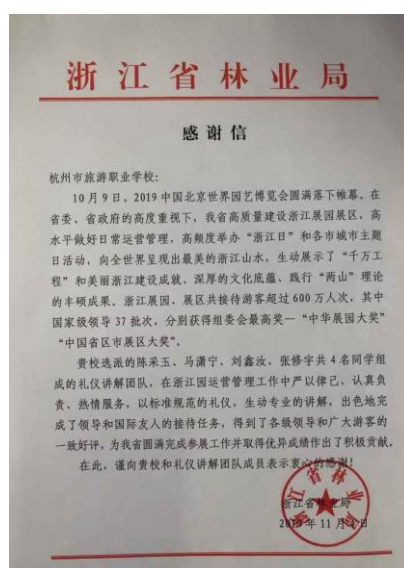 浙江省林业局
感谢信
杭州市旅游职业学校：
10月9日，2019中国北京世界园艺博览会圆满落下帷幕。在
省委、省政府的高度重视下，我省高质量建设浙江展园展区，高
水平做好日常运营管理，高频度举办“浙江日”和各市城市主题
日活动，向全世界呈现出最美的浙江山水，生动展示了“千万工
程”和美丽浙江建设成就、深厚的文化底蕴、践行“两山”理论
的丰硕成果。浙江展园、展区共接待游客超过600万人次，其中
国家级领导37批次，分别获得组委会最高奖—“中华展园大奖”
“中国省区市展区大奖”。
贵校选派的陈采玉、马潇宁、刘鑫汝、张修宇共4名同学组
成的礼仪讲解团队，在浙江园运营管理工作中严以律己、认真负
责、热情服务，以标准规范的礼仪，生动专业的讲解，出色地完
成了领导和国际友人的接待任务，得到了各级领导和广大游客的
一致好评，为我省圆满完成参展工作并取得优异成绩作出了积极贡献。
在此，谨向贵校和礼仪讲解团队成员表示衷心的感谢！
浙江省林业局
2019年11月4日
浙江省林业局